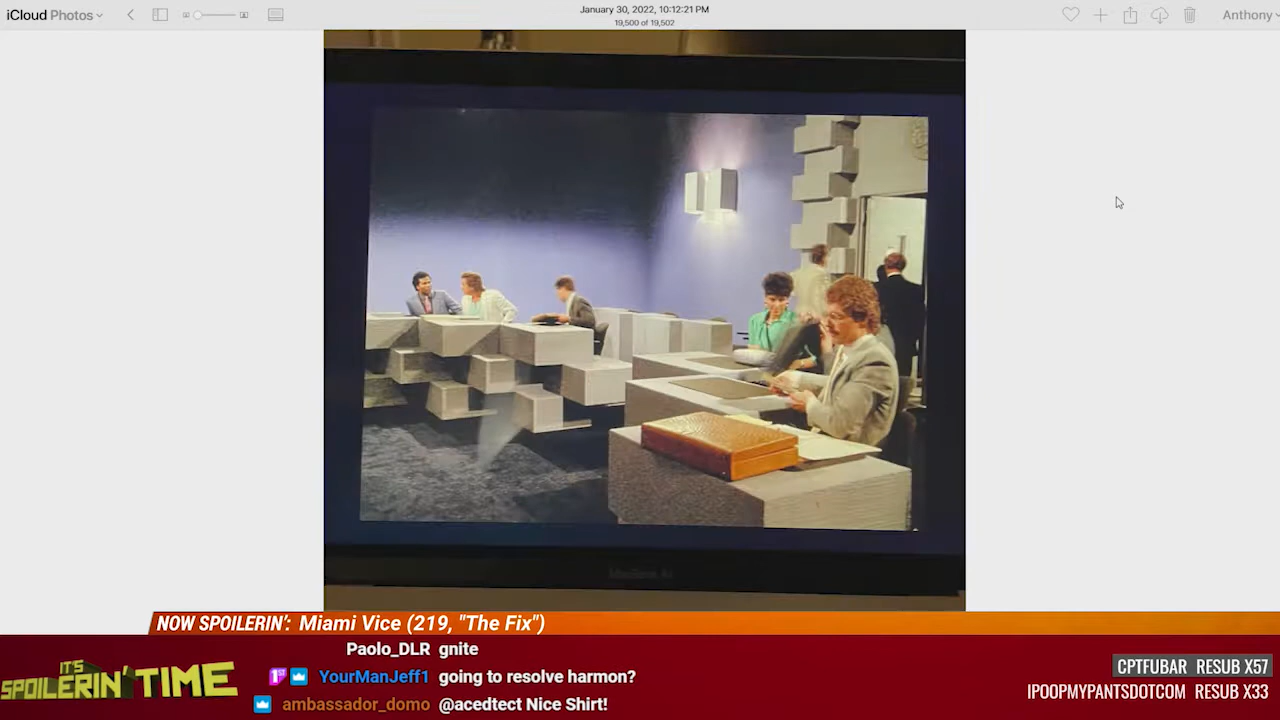 iCloud Photos
January 30, 2022, 10:12:21 PM
19,500 of 19,502
Anthony
MacBook Air
NOW SPOILERIN': Miami Vice (219, "The Fix")
IT'S
SPOILERIN' TIME
Paolo_DLR gnite
YourManJeff1 going to resolve harmon?
ambassador_domo @acedtect Nice Shirt!
CPTFUBAR RESUB X57
IPOOPMYPANTSDOTCOM RESUB X33